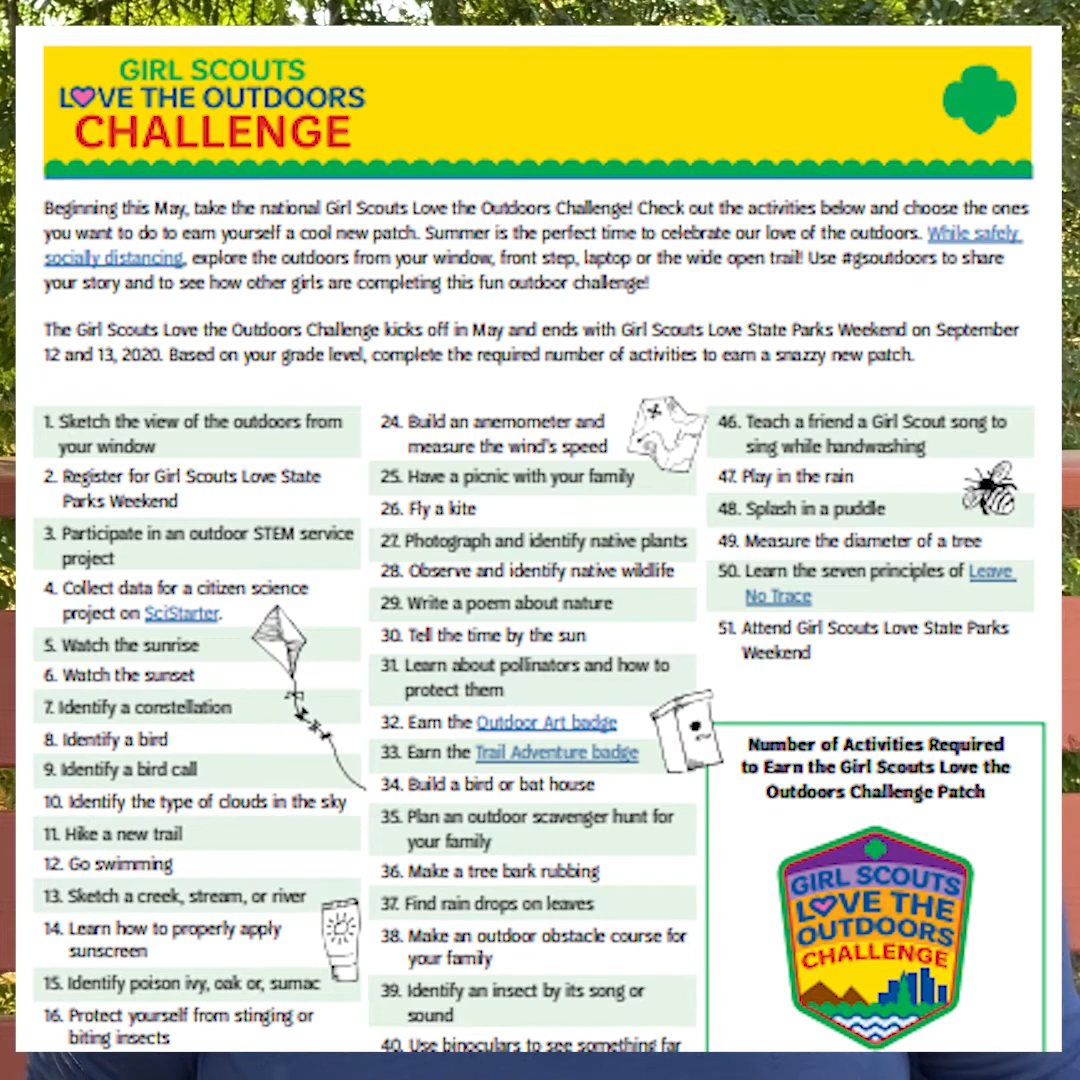 GIRL SCOUTS
LOVE THE OUTDOORS
CHALLENGE
Beginning this May, take the national Girl Scouts Love the Outdoors Challenge! Check out the activities below and choose the ones
you want to do to earn yourself a cool new patch. Summer is the perfect time to celebrate our love of the outdoors. While safely
socially distancing, explore the outdoors from your window, front step, laptop or the wide open trail! Use #gsoutdoors to share
your story and to see how other girls are completing this fun outdoor challenge!
The Girl Scouts Love the Outdoors Challenge kicks off in May and ends with Girl Scouts Love State Parks Weekend on September
12 and 13, 2020. Based on your grade level, complete the required number of activities to earn a snazzy new patch.
1. Sketch the view of the outdoors from
your window
2. Register for Girl Scouts Love State
Parks Weekend
3. Participate in an outdoor STEM service
project
4. Collect data for a citizen science
project on SciStarter.
5. Watch the sunrise
6. Watch the sunset
7. Identify a constellation
8. Identify a bird
9. Identify a bird call
10. Identify the type of clouds in the sky
11. Hike a new trail
12. Go swimming
13. Sketch a creek, stream, or river
14. Learn how to properly apply
sunscreen
15. Identify poison ivy, oak or, sumac
16. Protect yourself from stinging or
biting insects
24. Build an anemometer and
measure the wind's speed
25. Have a picnic with your family
26. Fly a kite
27. Photograph and identify native plants
28. Observe and identify native wildlife
29. Write a poem about nature
30. Tell the time by the sun
31. Learn about pollinators and how to
protect them
32. Earn the Outdoor Art badge
33. Earn the Trail Adventure badge
34. Build a bird or bat house
35. Plan an outdoor scavenger hunt for
your family
36. Make a tree bark rubbing
37. Find rain drops on leaves
38. Make an outdoor obstacle course for
your family
39. Identify an insect by its song or
sound
40. Use binoculars to see something far
46. Teach a friend a Girl Scout song to
sing while handwashing
47. Play in the rain
48. Splash in a puddle
49. Measure the diameter of a tree
50. Learn the seven principles of Leave
No Trace
51. Attend Girl Scouts Love State Parks
Weekend
Number of Activities Required
to Earn the Girl Scouts Love the
Outdoors Challenge Patch
GIRL SCOUTS
LOVE THE
OUTDOORS
CHALLENGE